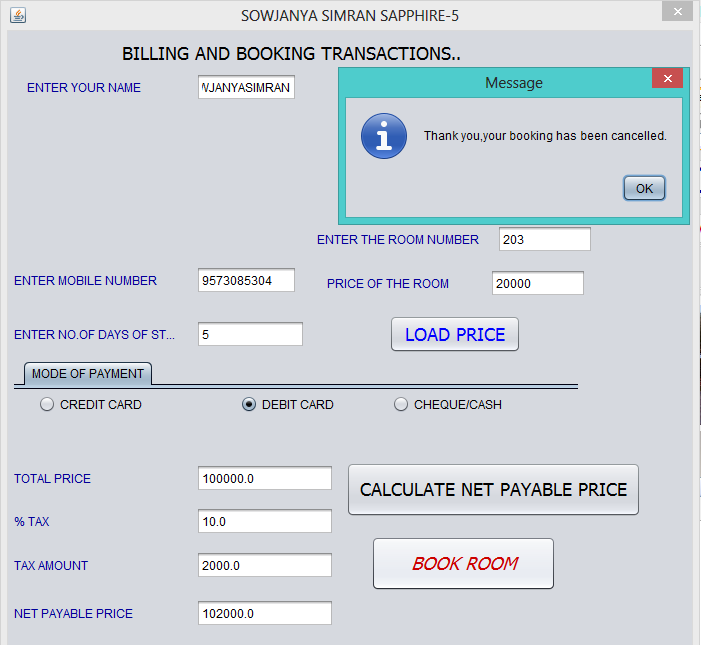 SOWJANYA SIMRAN SAPPHIRE-5
BILLING AND BOOKING TRANSACTIONS..
ENTER YOUR NAME
WJANYASIMRAN
Message
Thank you,your booking has been cancelled.
OK
ENTER THE ROOM NUMBER
203
ENTER MOBILE NUMBER
9573085304
PRICE OF THE ROOM
20000
ENTER NO.OF DAYS OF ST...
5
LOAD PRICE
MODE OF PAYMENT
CREDIT CARD
DEBIT CARD
CHEQUE/CASH
TOTAL PRICE
100000.0
CALCULATE NET PAYABLE PRICE
% TAX
10.0
TAX AMOUNT
2000.0
BOOK ROOM
NET PAYABLE PRICE
102000.0